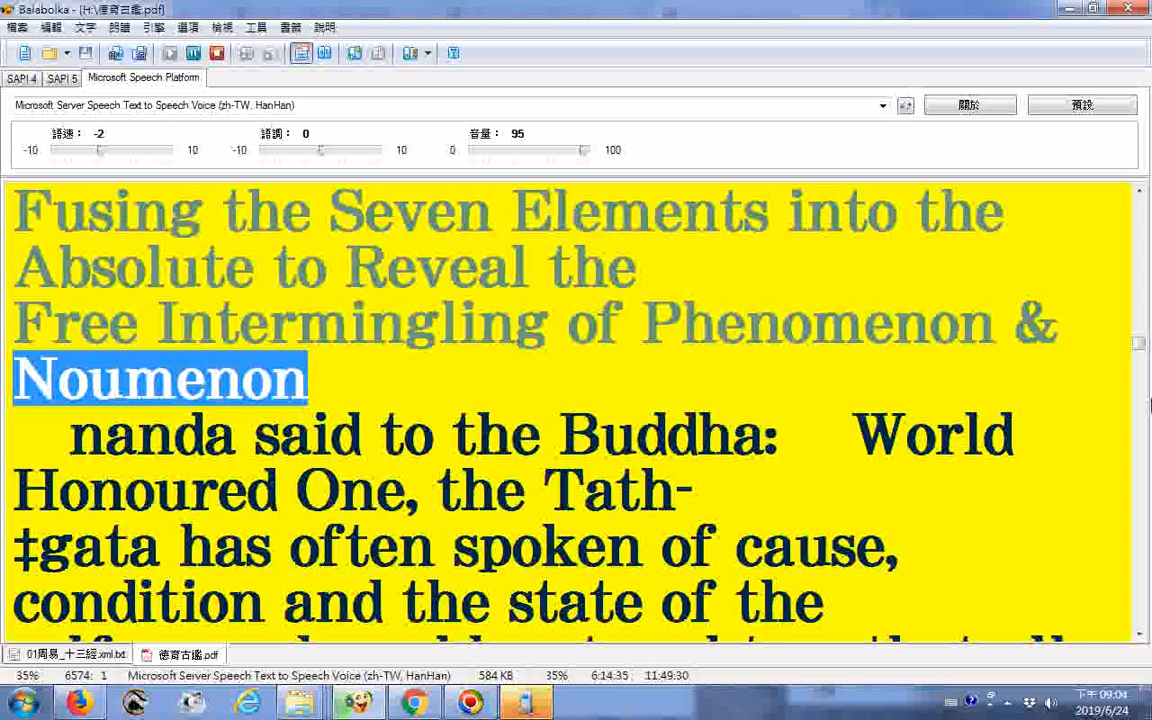 Balabolka - [H:\德育古鑑.pdf]
檔案 編輯 文字 朗讀 引擎 選項 檢視 工具 書籤 說明
SAPI 4 SAPI 5 Microsoft Speech Platform
Microsoft Server Speech Text to Speech Voice (zh-TW, HanHan) 關於 預設
語速： -2 語調： 0 音量： 95
-10 10 -10 10 0 100
Fusing the Seven Elements into the
Absolute to Reveal the
Free Intermingling of Phenomenon &
Noumenon
nanda said to the Buddha: World
Honoured One, the Tath-
‡gata has often spoken of cause,
condition and the state of the
01周易_十三經.xml.txt 德育古鑑.pdf
35% 6574: 1 Microsoft Server Speech Text to Speech Voice (zh-TW, HanHan) 584 KB 35% 6:14:35 11:49:30
下午 09:04
2019/6/24